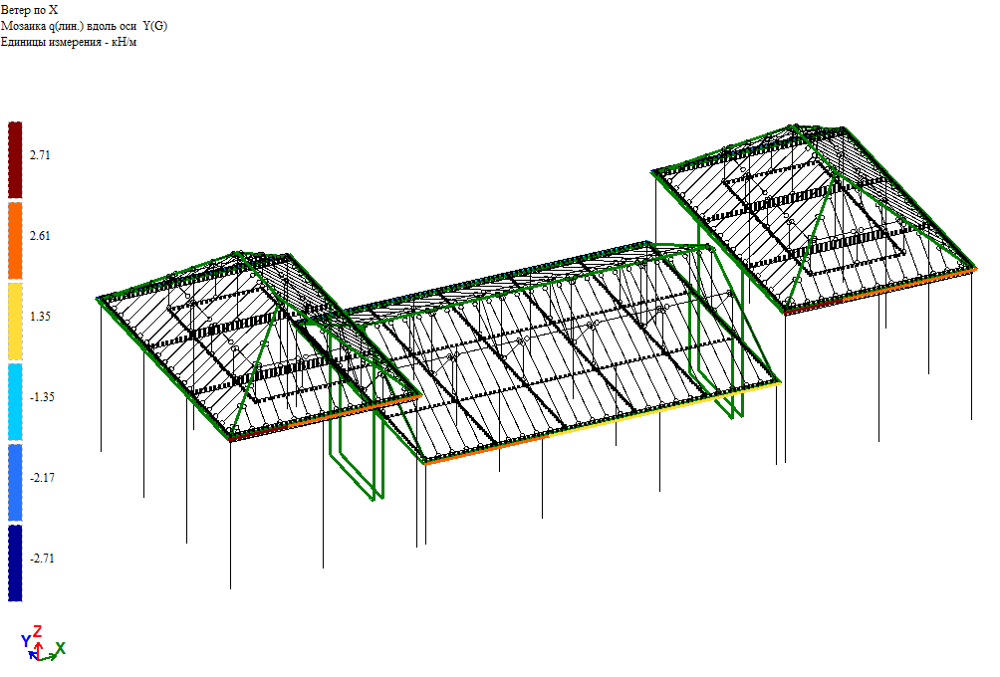 Ветер по X
Мозаика q(лин.) вдоль оси Y(G)
Единицы измерения - кН/м
2.71
2.61
1.35
-1.35
-2.17
-2.71
Z
Y
X